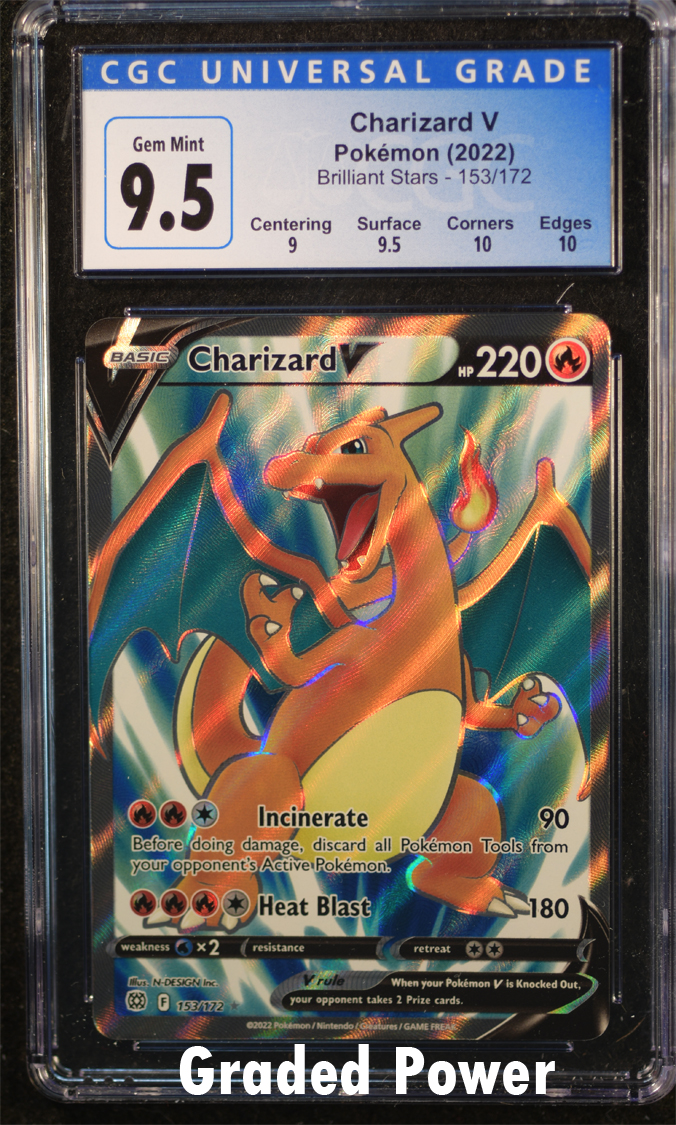 CGC UNIVERSAL GRADE
Gem Mint
9.5
Charizard V
Pokémon (2022)
Brilliant Stars - 153/172
Centering Surface Corners Edges
9 9.5 10 10
BASIC Charizard V HP 220
Incinerate 90
Before doing damage, discard all Pokémon Tools from
your opponent's Active Pokémon.
Heat Blast 180
weakness ×2 resistance retreat
Illus. N-DESIGN Inc.
F 153/172
V rule When your Pokémon V is Knocked Out,
your opponent takes 2 Prize cards.
©2022 Pokémon / Nintendo / Creatures / GAME FREAK
Graded Power